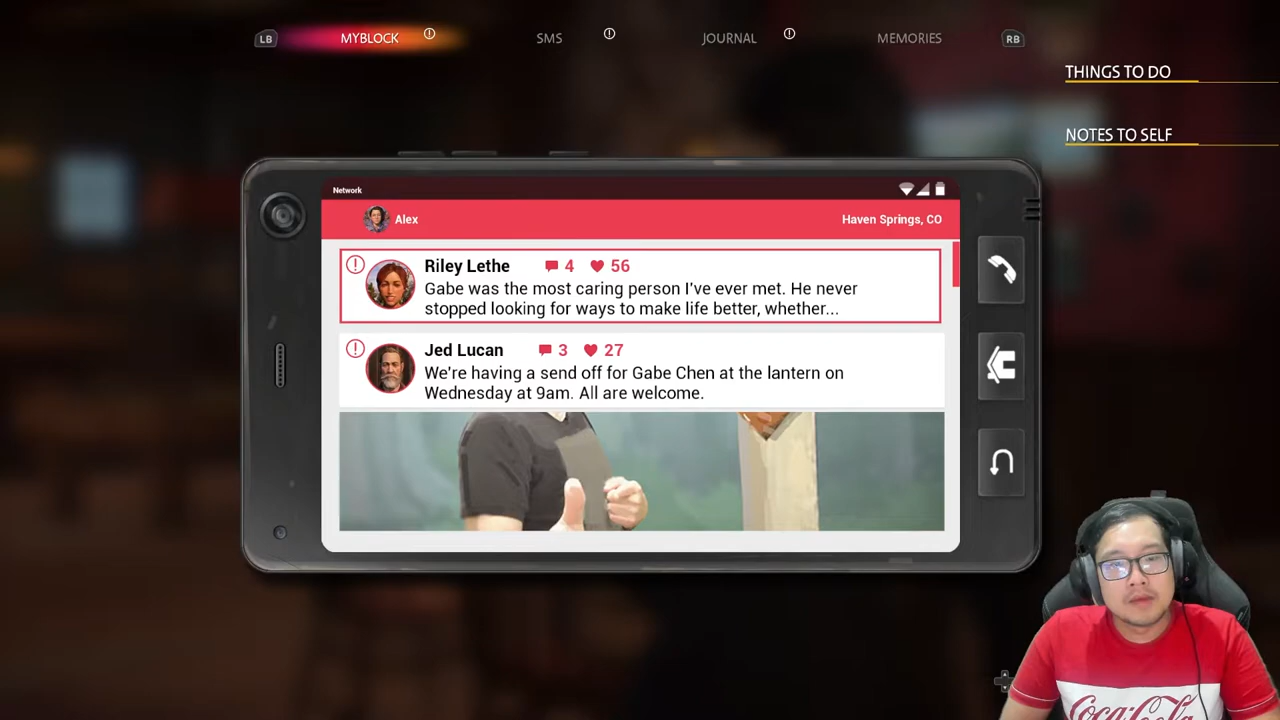 LB
MYBLOCK
SMS
JOURNAL
MEMORIES
RB
THINGS TO DO
NOTES TO SELF
Network
Alex
Haven Springs, CO
Riley Lethe 4 56
Gabe was the most caring person I've ever met. He never
stopped looking for ways to make life better, whether...
Jed Lucan 3 27
We're having a send off for Gabe Chen at the lantern on
Wednesday at 9am. All are welcome.
Coca-Cola